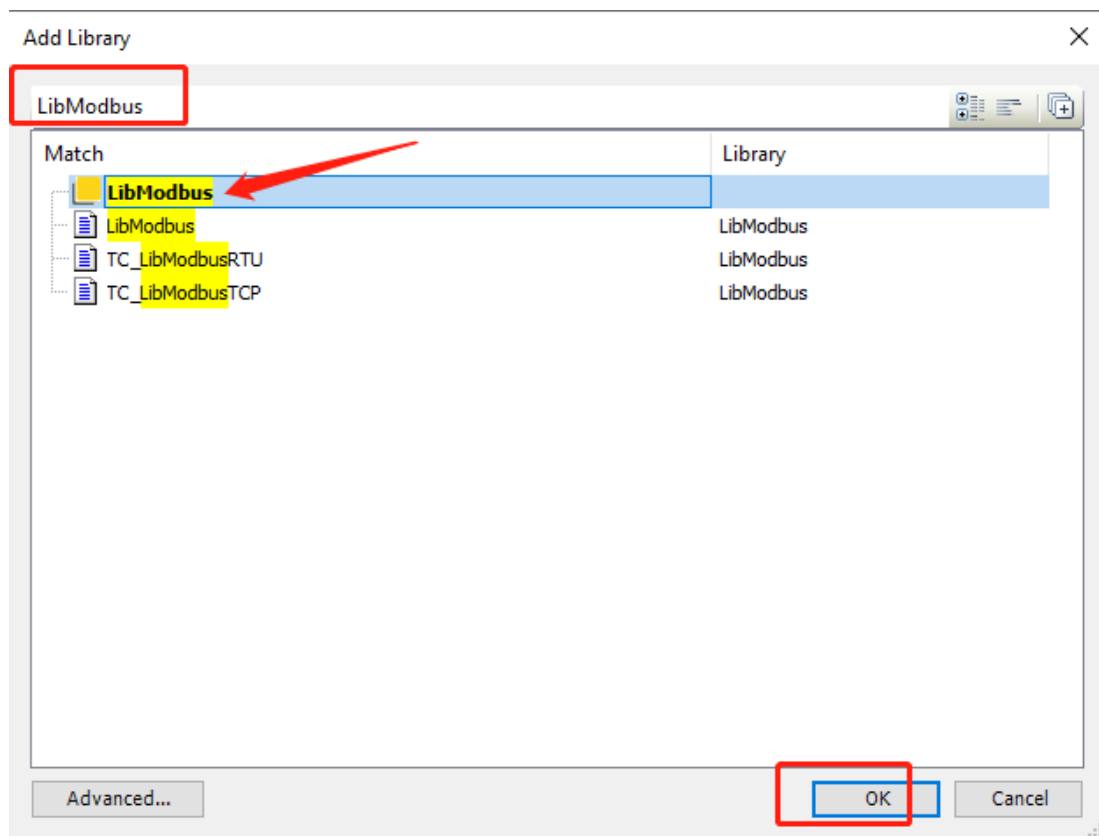 Add Library
LibModbus
Match Library
LibModbus
LibModbus LibModbus
TC_LibModbusRTU LibModbus
TC_LibModbusTCP LibModbus
Advanced... OK Cancel